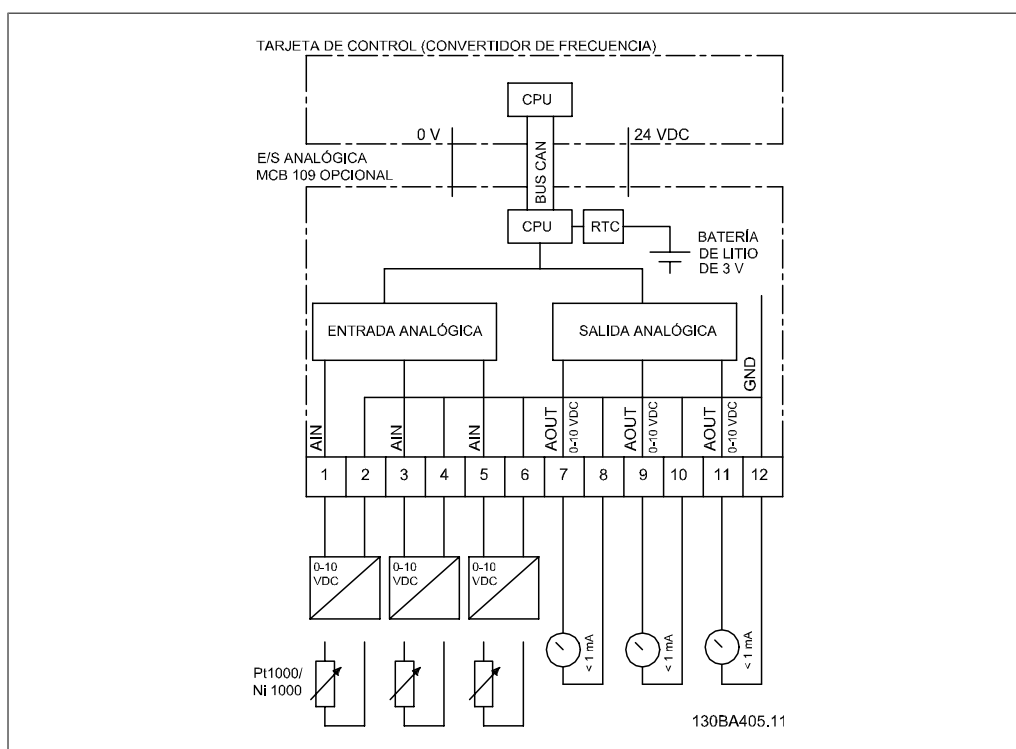 TARJETA DE CONTROL (CONVERTIDOR DE FRECUENCIA)
CPU
0 V
24 VDC
E/S ANALÓGICA
MCB 109 OPCIONAL
BUS CAN
CPU
RTC
BATERÍA
DE LITIO
DE 3 V
ENTRADA ANALÓGICA
SALIDA ANALÓGICA
GND
AIN
AIN
AIN
AOUT
0-10 VDC
AOUT
0-10 VDC
AOUT
0-10 VDC
1 2 3 4 5 6 7 8 9 10 11 12
0-10
VDC
0-10
VDC
0-10
VDC
< 1 mA
< 1 mA
< 1 mA
Pt1000/
Ni 1000
130BA405.11